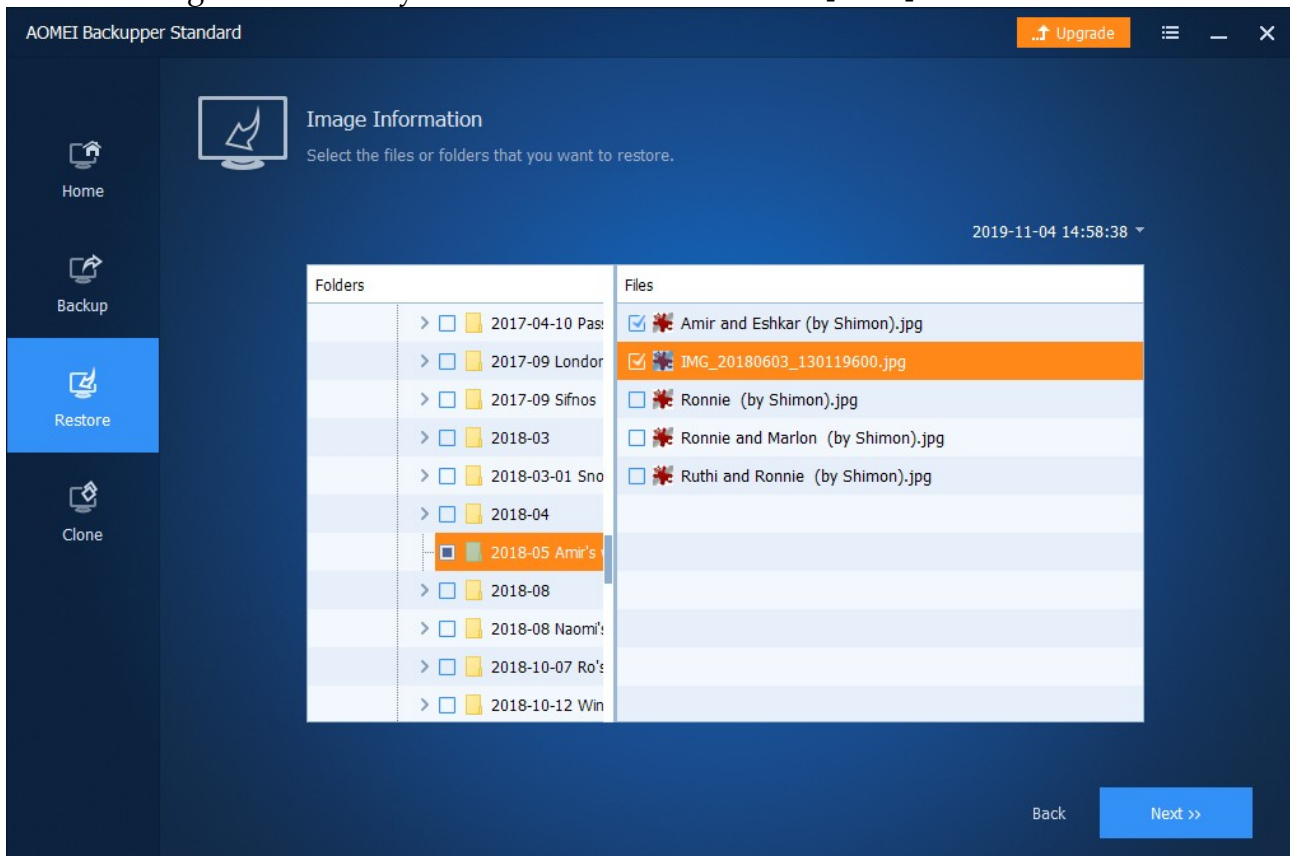 AOMEI Backupper Standard
Upgrade
Image Information
Select the files or folders that you want to restore.
Home
Backup
Restore
Clone
2019-11-04 14:58:38
Folders
2017-04-10 Pas
2017-09 London
2017-09 Sifnos
2018-03
2018-03-01 Sno
2018-04
2018-05 Amir's
2018-08
2018-08 Naomi's
2018-10-07 Ro's
2018-10-12 Win
Files
Amir and Eshkar (by Shimon).jpg
IMG_20180603_130119600.jpg
Ronnie (by Shimon).jpg
Ronnie and Marlon (by Shimon).jpg
Ruthi and Ronnie (by Shimon).jpg
Back
Next >>